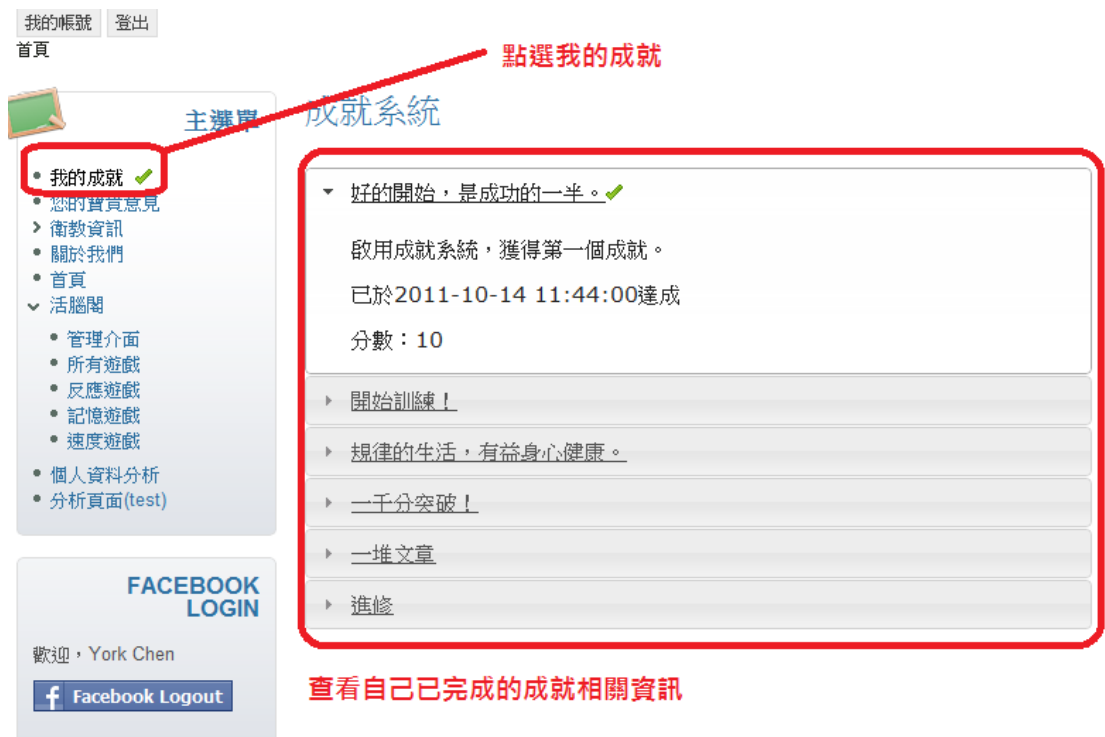 我的帳號 登出
首頁
點選我的成就
主選單
我的成就
您的寶貴意見
衛教資訊
關於我們
首頁
活腦閣
管理介面
所有遊戲
反應遊戲
記憶遊戲
速度遊戲
個人資料分析
分析頁面(test)
FACEBOOK
LOGIN
歡迎，York Chen
Facebook Logout
成就系統
好的開始，是成功的一半。
啟用成就系統，獲得第一個成就。
已於2011-10-14 11:44:00達成
分數：10
開始訓練！
規律的生活，有益身心健康。
一千分突破！
一堆文章
進修
查看自己已完成的成就相關資訊